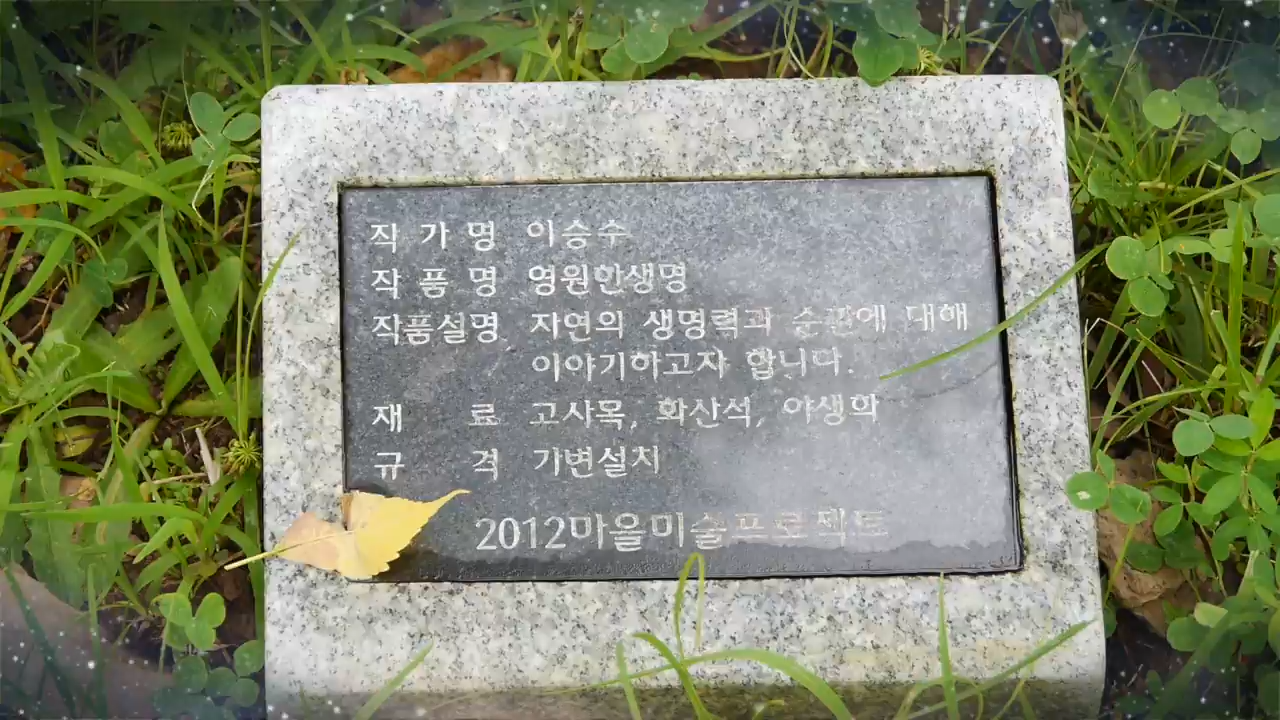 작 가 명 이승수
작 품 명 영원한생명
작품설명 자연의 생명력과 순환에 대해
이야기하고자 합니다.
재 료 고사목, 화산석, 야생화
규 격 가변설치
2012마을미술프로젝트